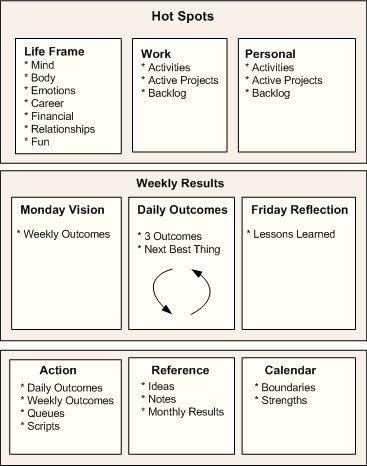 Hot Spots
Life Frame
* Mind
* Body
* Emotions
* Career
* Financial
* Relationships
* Fun
Work
* Activities
* Active Projects
* Backlog
Personal
* Activities
* Active Projects
* Backlog
Weekly Results
Monday Vision
* Weekly Outcomes
Daily Outcomes
* 3 Outcomes
* Next Best Thing
Friday Reflection
* Lessons Learned
Action
* Daily Outcomes
* Weekly Outcomes
* Queues
* Scripts
Reference
* Ideas
* Notes
* Monthly Results
Calendar
* Boundaries
* Strengths